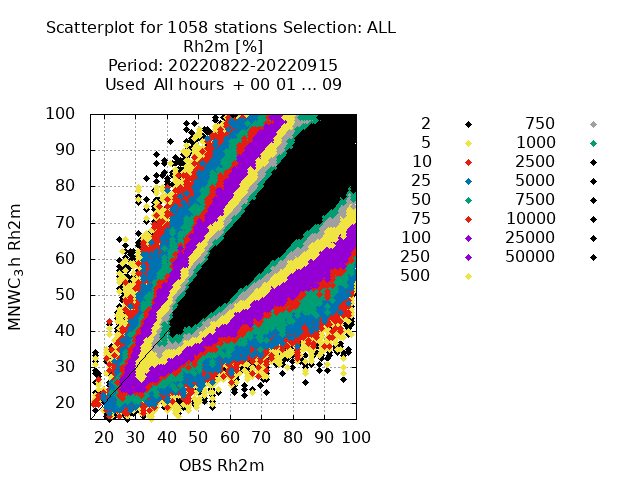 Scatterplot for 1058 stations Selection: ALL
Rh2m [%]
Period: 20220822-20220915
Used  All hours  + 00 01 ... 09
100
90
80
70
60
50
40
30
20
MNWC₃h Rh2m
20 30 40 50 60 70 80 90 100
OBS Rh2m
2 750
5 1000
10 2500
25 5000
50 7500
75 10000
100 25000
250 50000
500